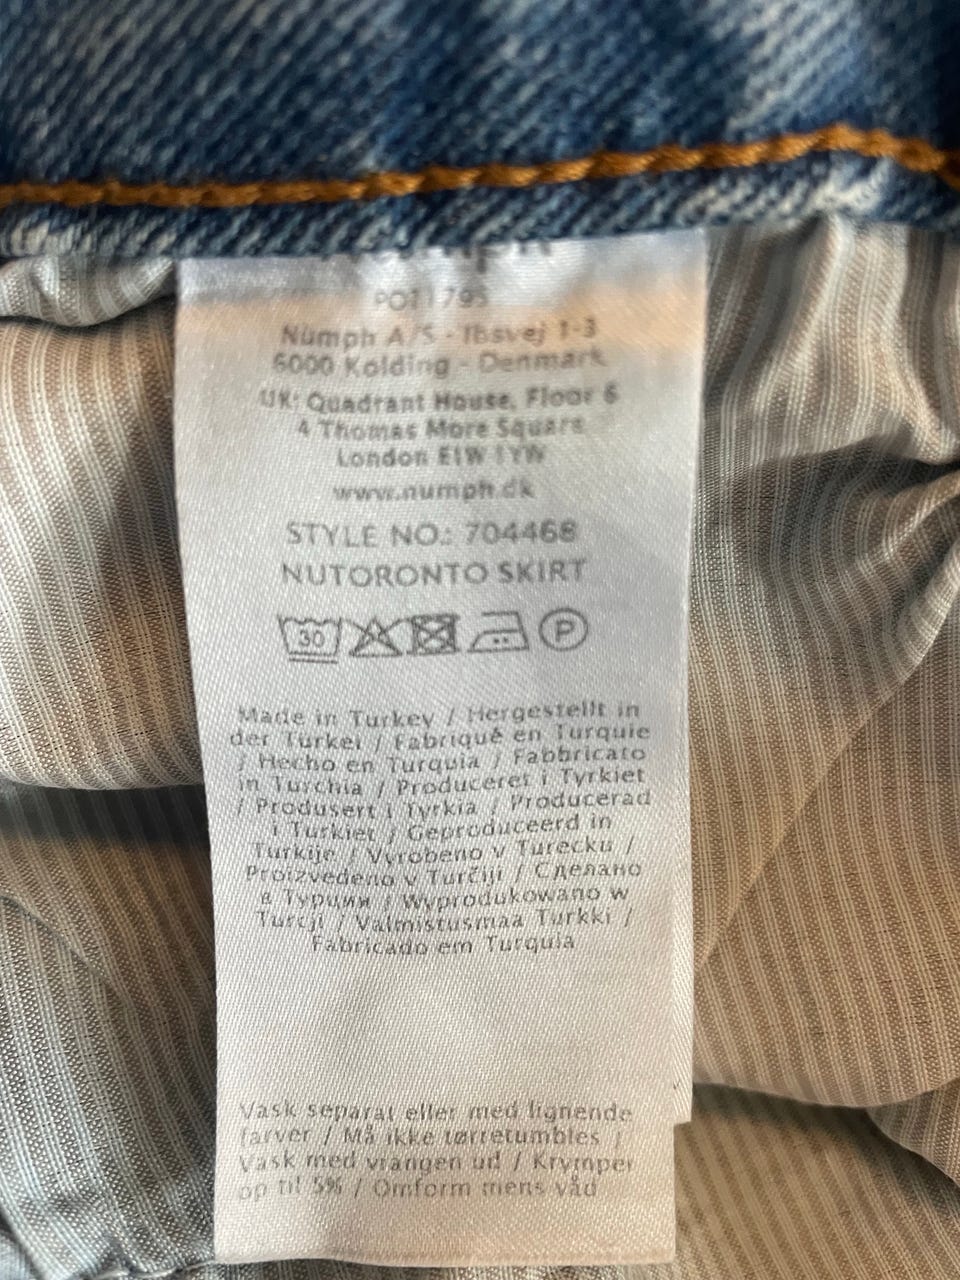 PO11795
Nümph A/S - Ibsvej 1-3
6000 Kolding - Denmark
UK: Quadrant House, Floor 6
4 Thomas More Square
London E1W 1YW
www.numph.dk
STYLE NO.: 704468
NUTORONTO SKIRT
30 P
Made in Turkey / Hergestellt in
der Türkei / Fabriqué en Turquie
/ Hecho en Turquia / Fabbricato
in Turchia / Produceret i Tyrkiet
/ Produsert i Tyrkia / Producerad
i Turkiet / Geproduceerd in
Turkije / Vyrobeno v Turecku /
Proizvedeno v Turčiji / Сделано
в Турции / Wyprodukowano w
Turcji / Valmistusmaa Turkki /
Fabricado em Turquia
Vask separat eller med lignende
farver / Må ikke tørretumbles /
Vask med vrangen ud / Krymper
op til 5% / Omform mens våd